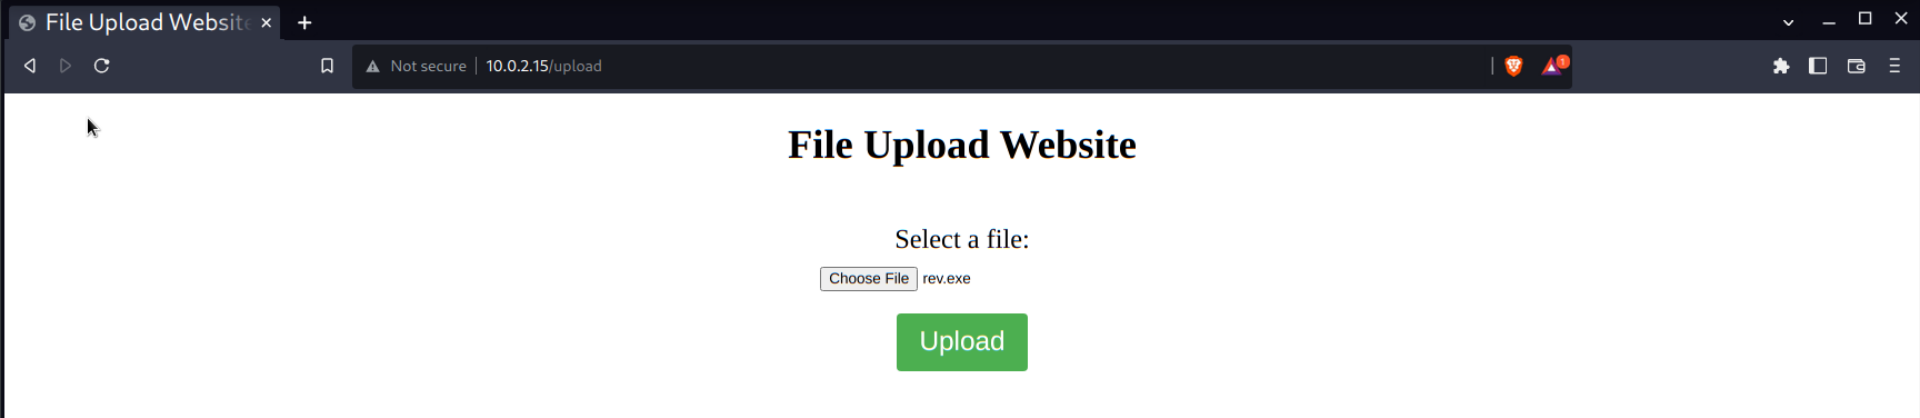 File Upload Website
Not secure 10.0.2.15/upload
1
File Upload Website
Select a file:
Choose File rev.exe
Upload